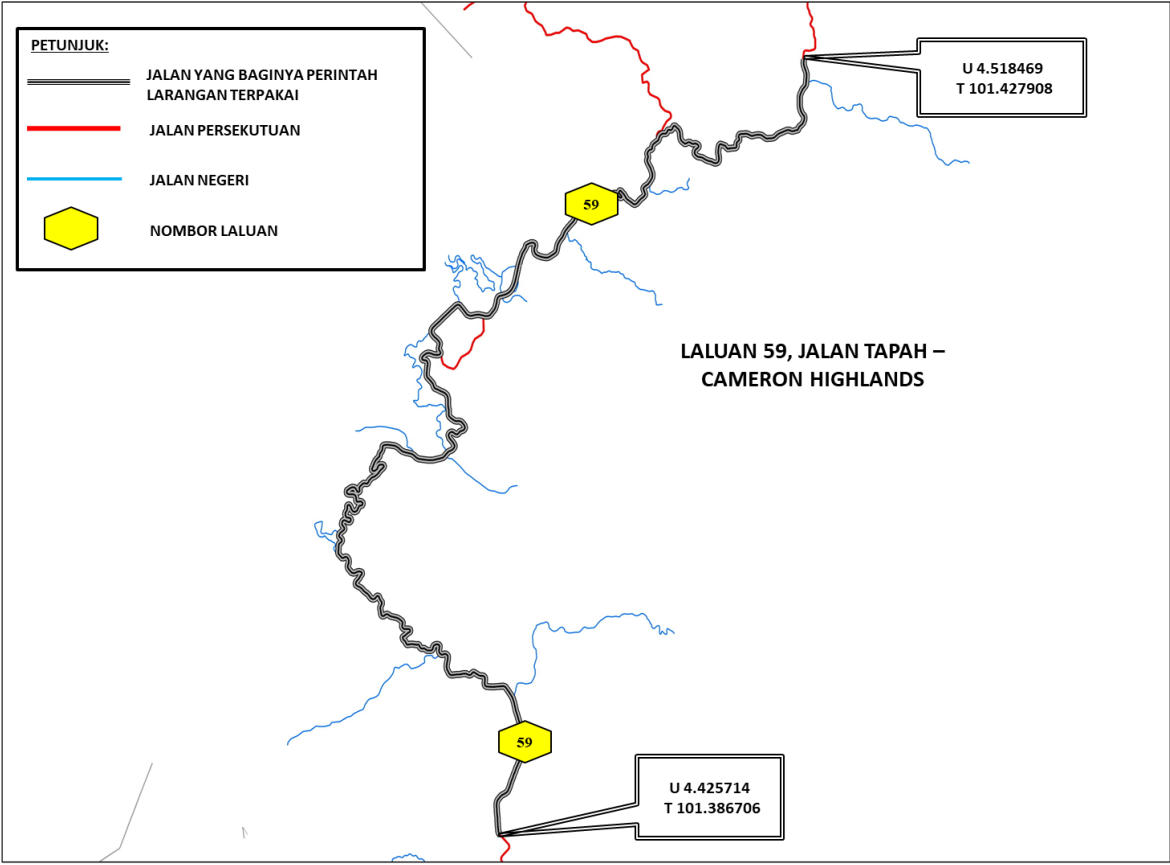 PETUNJUK:
JALAN YANG BAGINYA PERINTAH
LARANGAN TERPAKAI
JALAN PERSEKUTUAN
JALAN NEGERI
NOMBOR LALUAN
U 4.518469
T 101.427908
59
LALUAN 59, JALAN TAPAH –
CAMERON HIGHLANDS
59
U 4.425714
T 101.386706